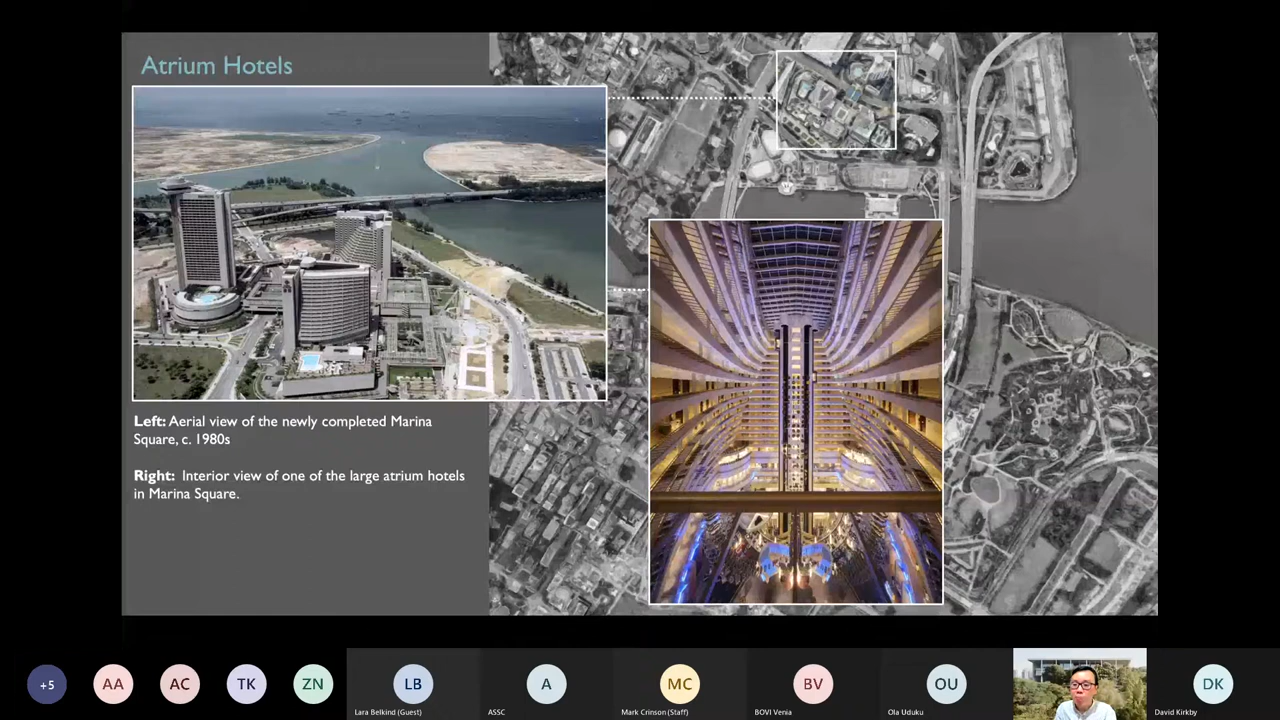 Atrium Hotels
Left: Aerial view of the newly completed Marina
Square, c. 1980s
Right: Interior view of one of the large atrium hotels
in Marina Square.
+5
AA
AC
TK
ZN
LB
A
MC
BV
OU
DK
Lara Belkind (Guest)
ASSC
Mark Crinson (Staff)
BOVI Venia
Ola Uduku
David Kirkby